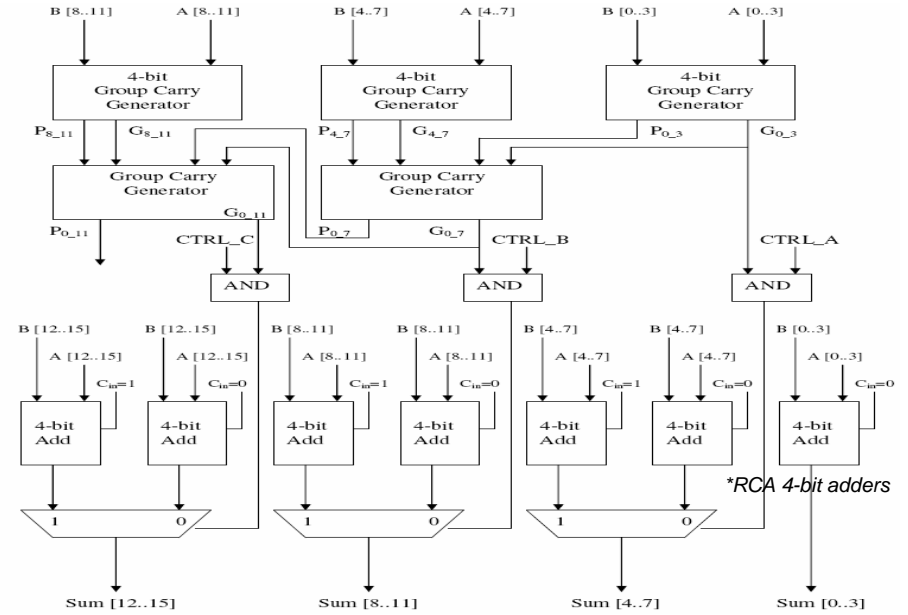 B [8..11] A [8..11] B [4..7] A [4..7] B [0..3] A [0..3]
4-bit Group Carry Generator
4-bit Group Carry Generator
4-bit Group Carry Generator
P8_11 G8_11 P4_7 G4_7 P0_3 G0_3
Group Carry Generator
Group Carry Generator
G0_11
P0_11 P0_7 G0_7
CTRL_C CTRL_B CTRL_A
AND AND AND
B [12..15] B [12..15] B [8..11] B [8..11] B [4..7] B [4..7] B [0..3]
A [12..15] A [12..15] A [8..11] A [8..11] A [4..7] A [4..7] A [0..3]
Cin=1 Cin=0 Cin=1 Cin=0 Cin=1 Cin=0 Cin=0
4-bit Add
4-bit Add
4-bit Add
4-bit Add
4-bit Add
4-bit Add
4-bit Add
*RCA 4-bit adders
1 0 1 0 1 0
Sum [12..15] Sum [8..11] Sum [4..7] Sum [0..3]